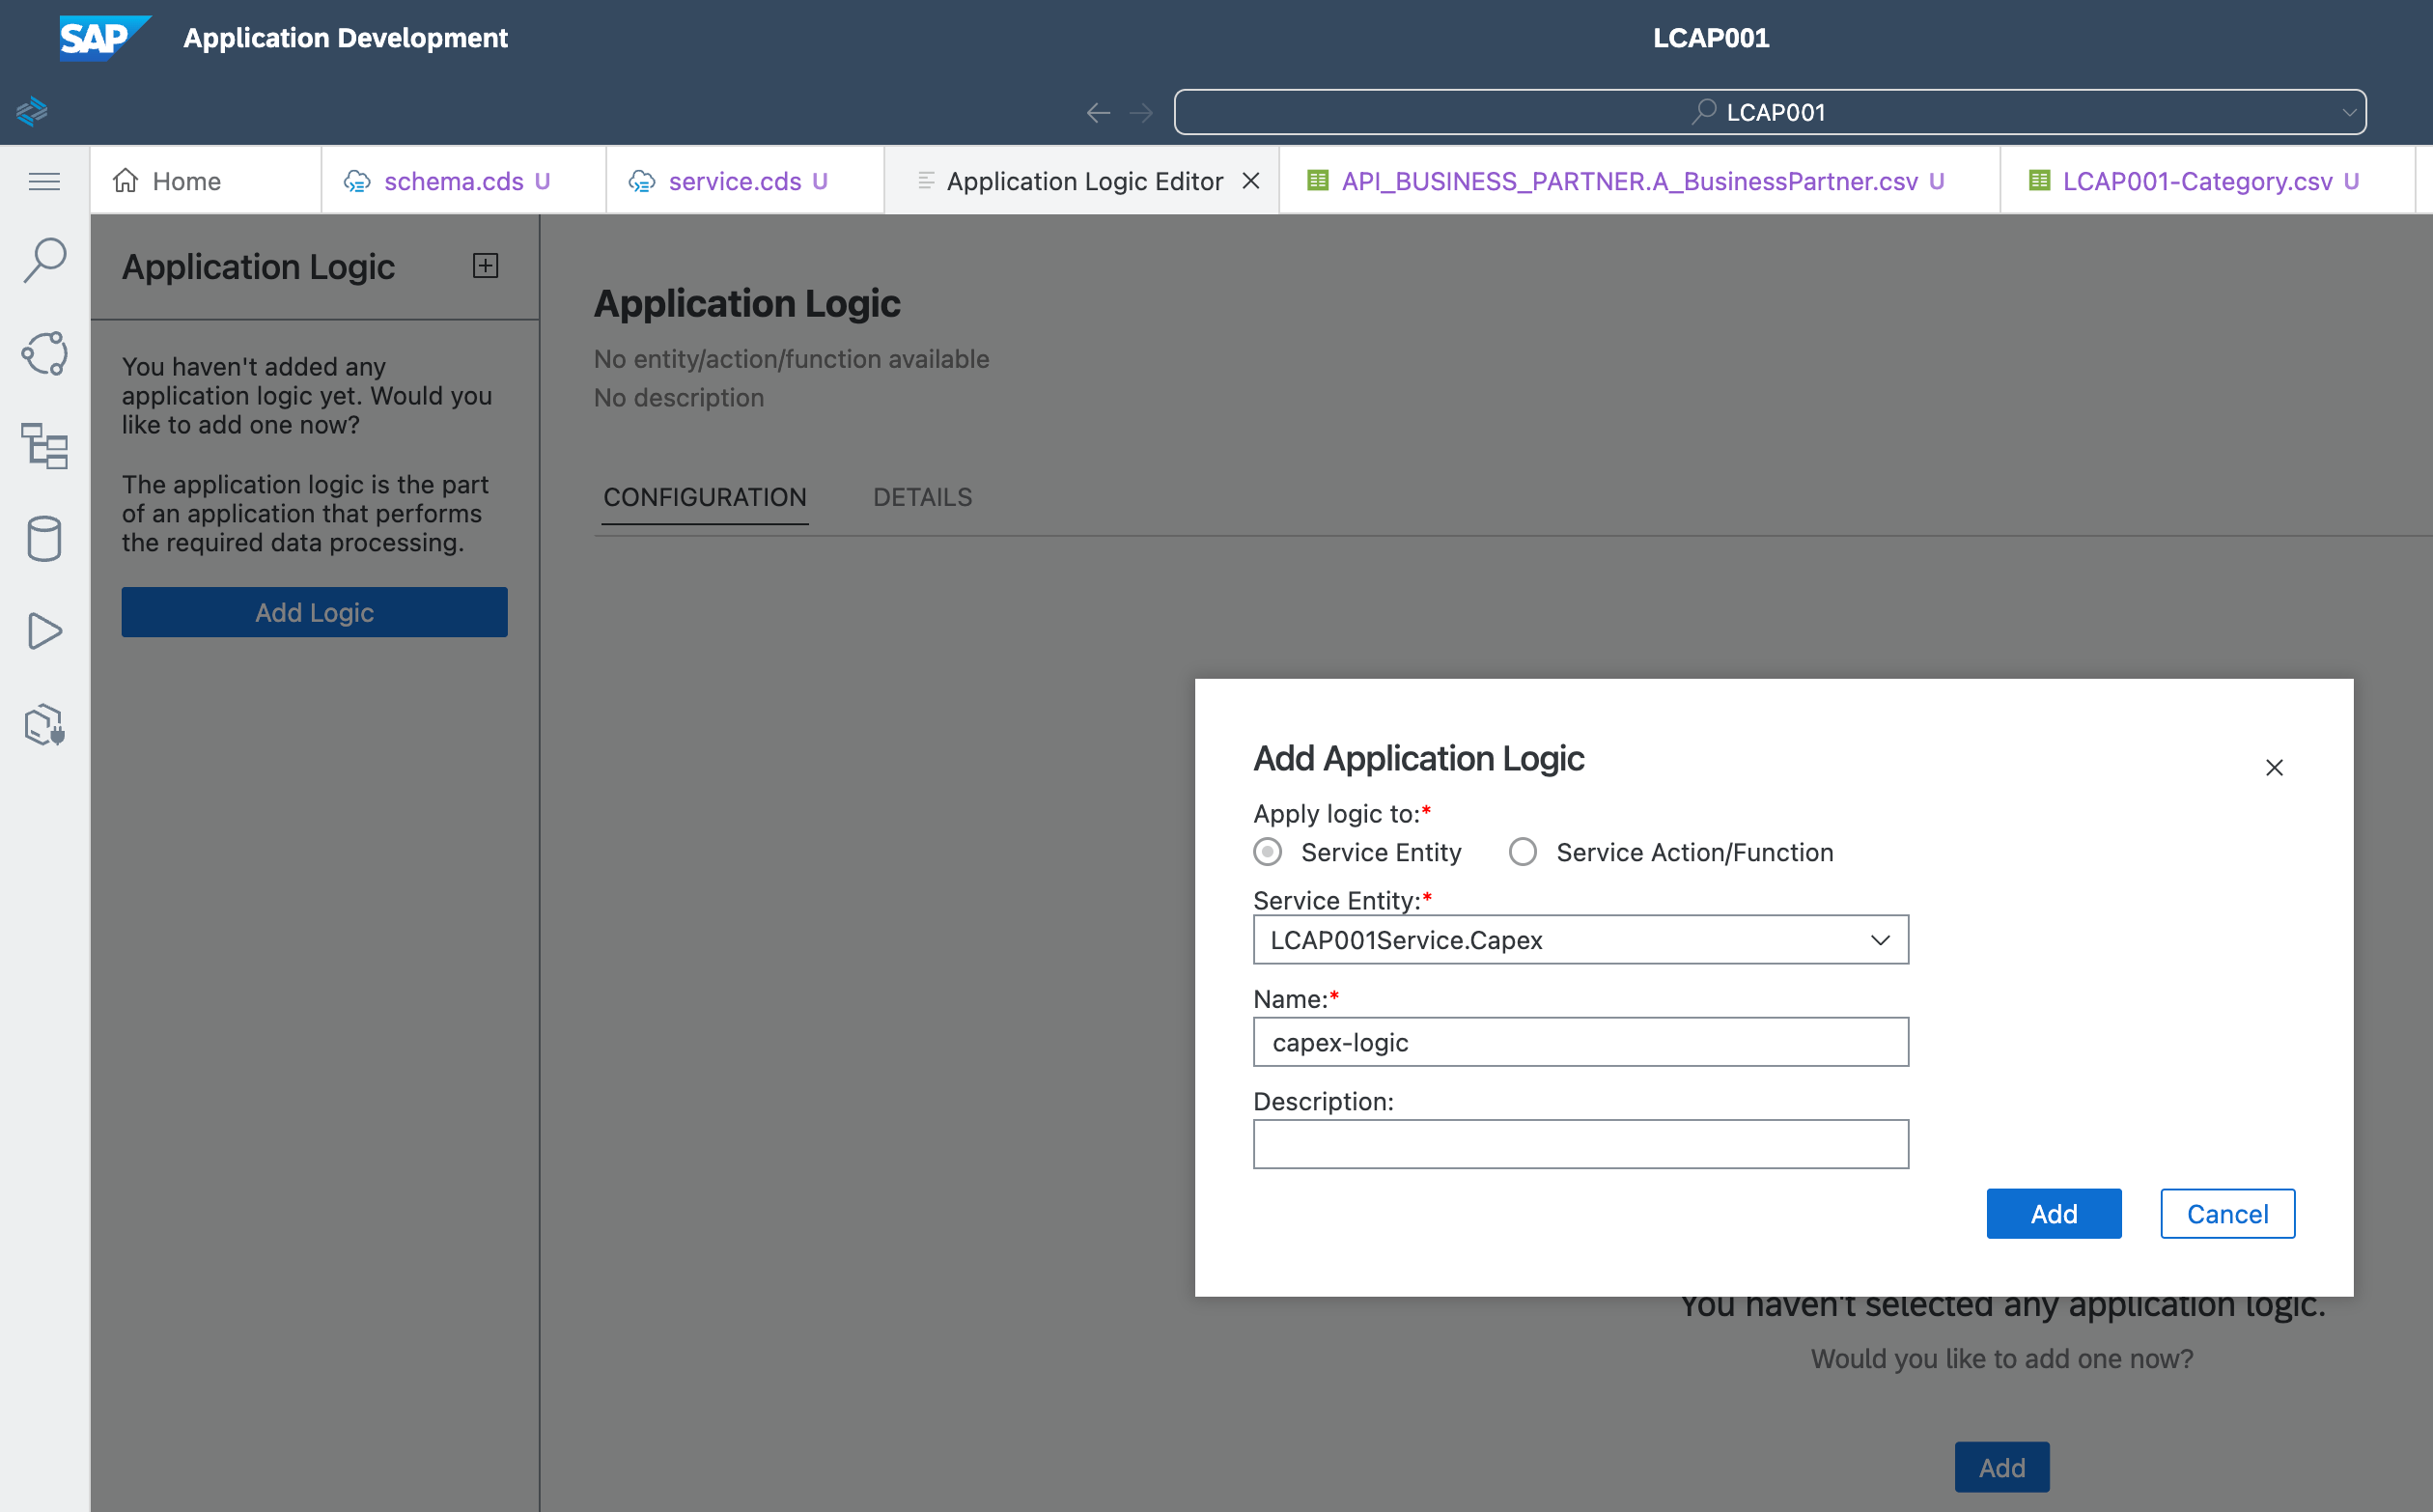 SAP Application Development LCAP001
LCAP001
Home schema.cds U service.cds U Application Logic Editor API_BUSINESS_PARTNER.A_BusinessPartner.csv U LCAP001-Category.csv U
Application Logic
You haven't added any
application logic yet. Would you
like to add one now?
The application logic is the part
of an application that performs
the required data processing.
Add Logic
Application Logic
No entity/action/function available
No description
CONFIGURATION DETAILS
Add Application Logic
Apply logic to:*
Service Entity Service Action/Function
Service Entity:*
LCAP001Service.Capex
Name:*
capex-logic
Description:
Add Cancel
You haven't selected any application logic.
Would you like to add one now?
Add